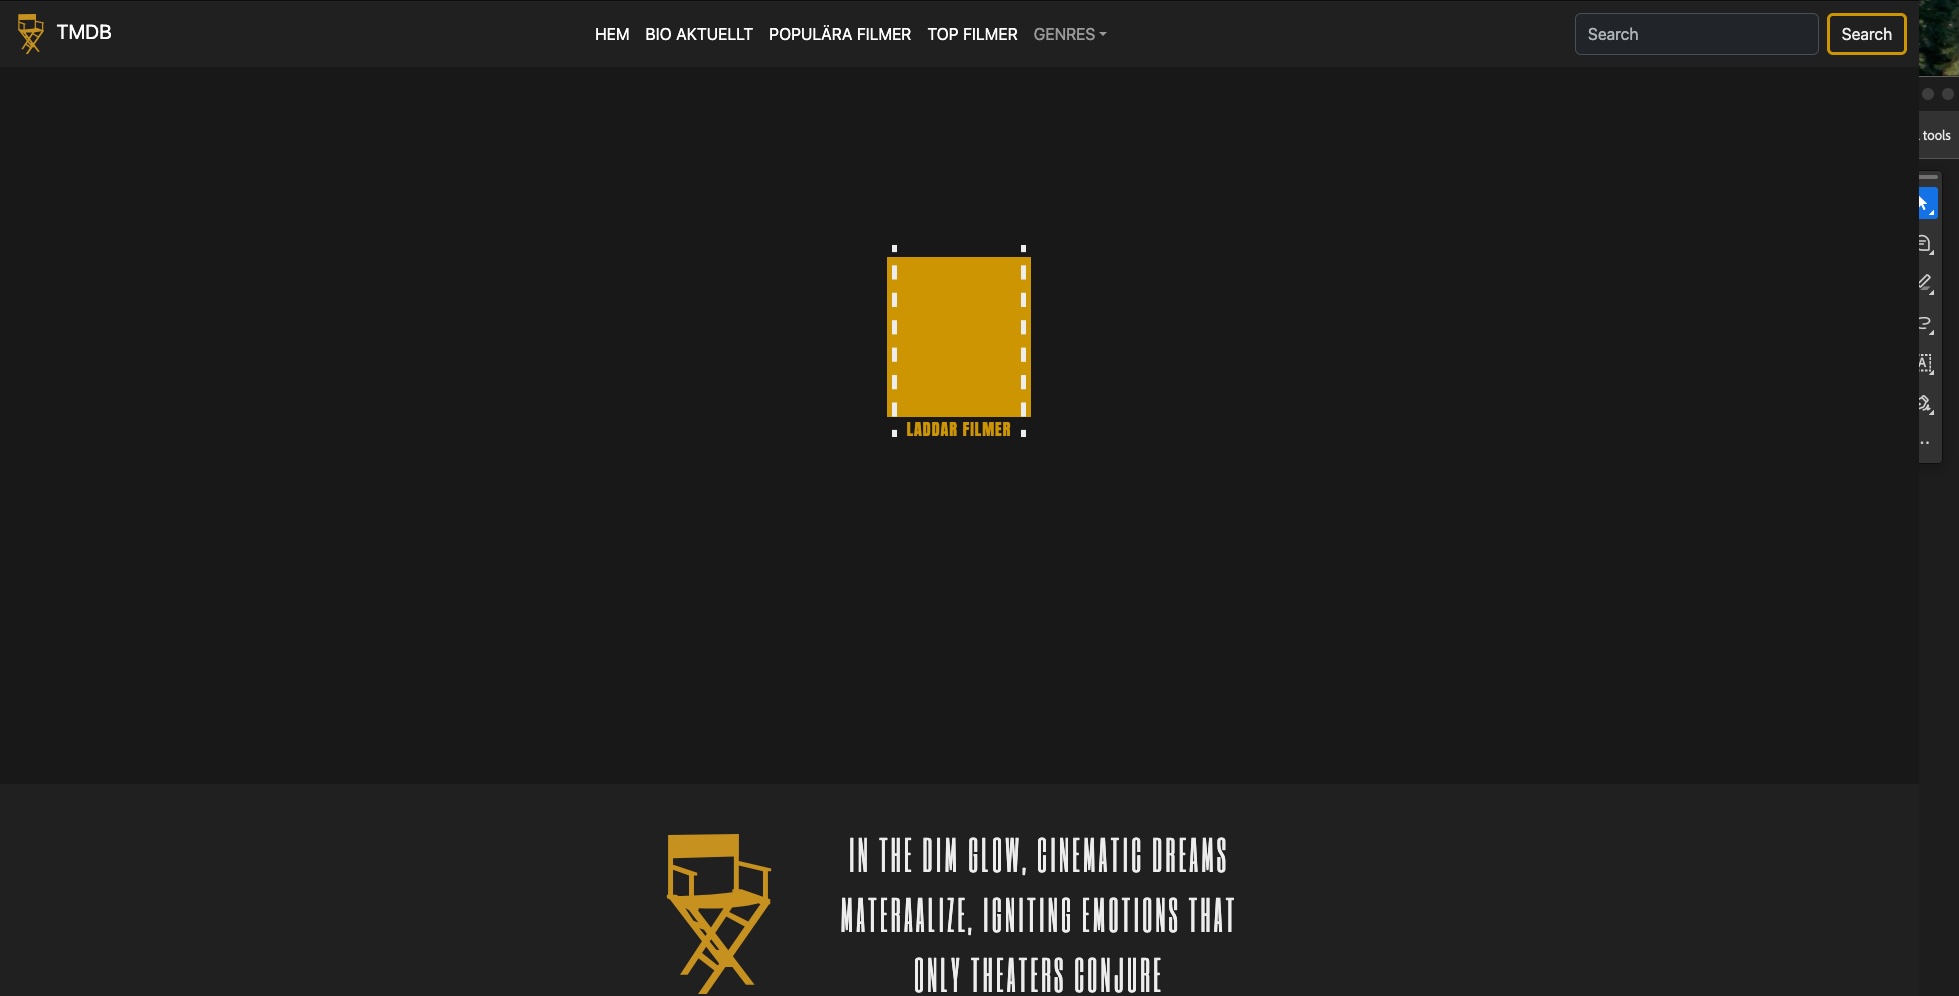 TMDB
HEM BIO AKTUELLT POPULÄRA FILMER TOP FILMER GENRES
Search Search
tools
LADDAR FILMER
IN THE DIM GLOW, CINEMATIC DREAMS
MATERAALIZE, IGNITING EMOTIONS THAT
ONLY THEATERS CONJURE